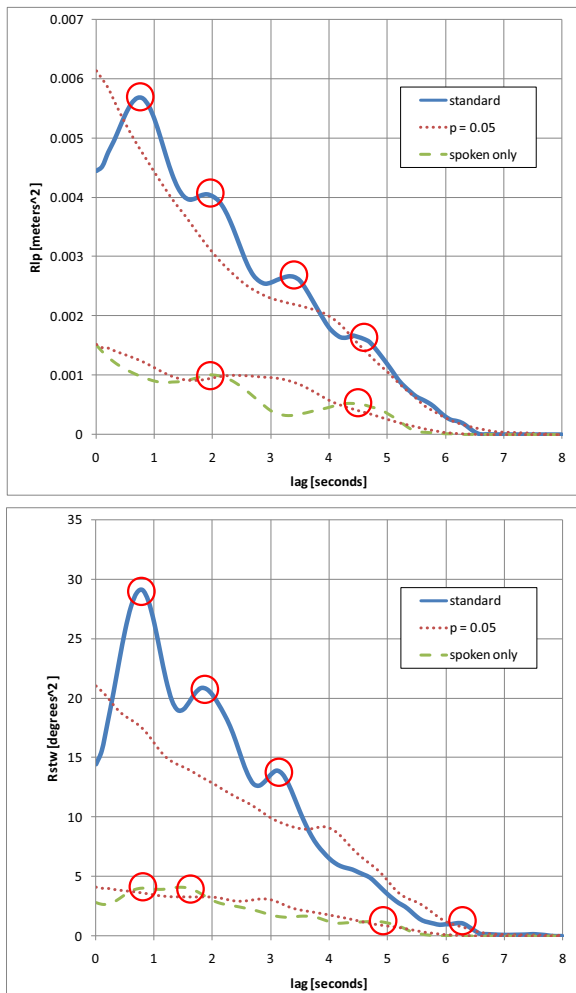 0.007
0.006
0.005
0.004
0.003
0.002
0.001
0
Rlp [meters^2]
standard
p = 0.05
spoken only
0 1 2 3 4 5 6 7 8
lag [seconds]
35
30
25
20
15
10
5
0
Rstw [degrees^2]
standard
p = 0.05
spoken only
0 1 2 3 4 5 6 7 8
lag [seconds]